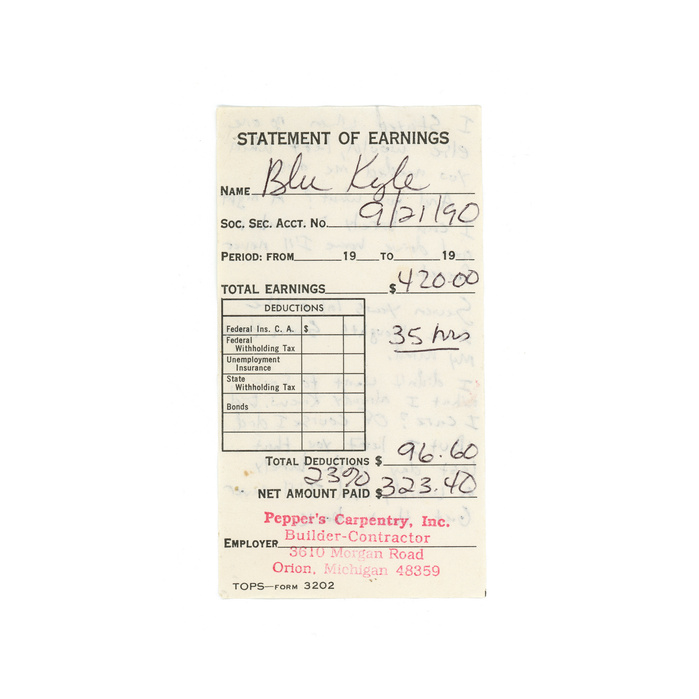 STATEMENT OF EARNINGS
NAME Blu Kyle
SOC. SEC. ACCT. NO. 9/21/90
PERIOD: FROM 19 TO 19
TOTAL EARNINGS $420.00
DEDUCTIONS
Federal Ins. C. A. $
Federal
Withholding Tax
35 hrs
Unemployment
Insurance
State
Withholding Tax
Bonds
TOTAL DEDUCTIONS $ 96.60
23%
NET AMOUNT PAID $323.40
Pepper's Carpentry, Inc.
Builder-Contractor
EMPLOYER
3610 Morgan Road
Orion, Michigan 48359
TOPS—FORM 3202